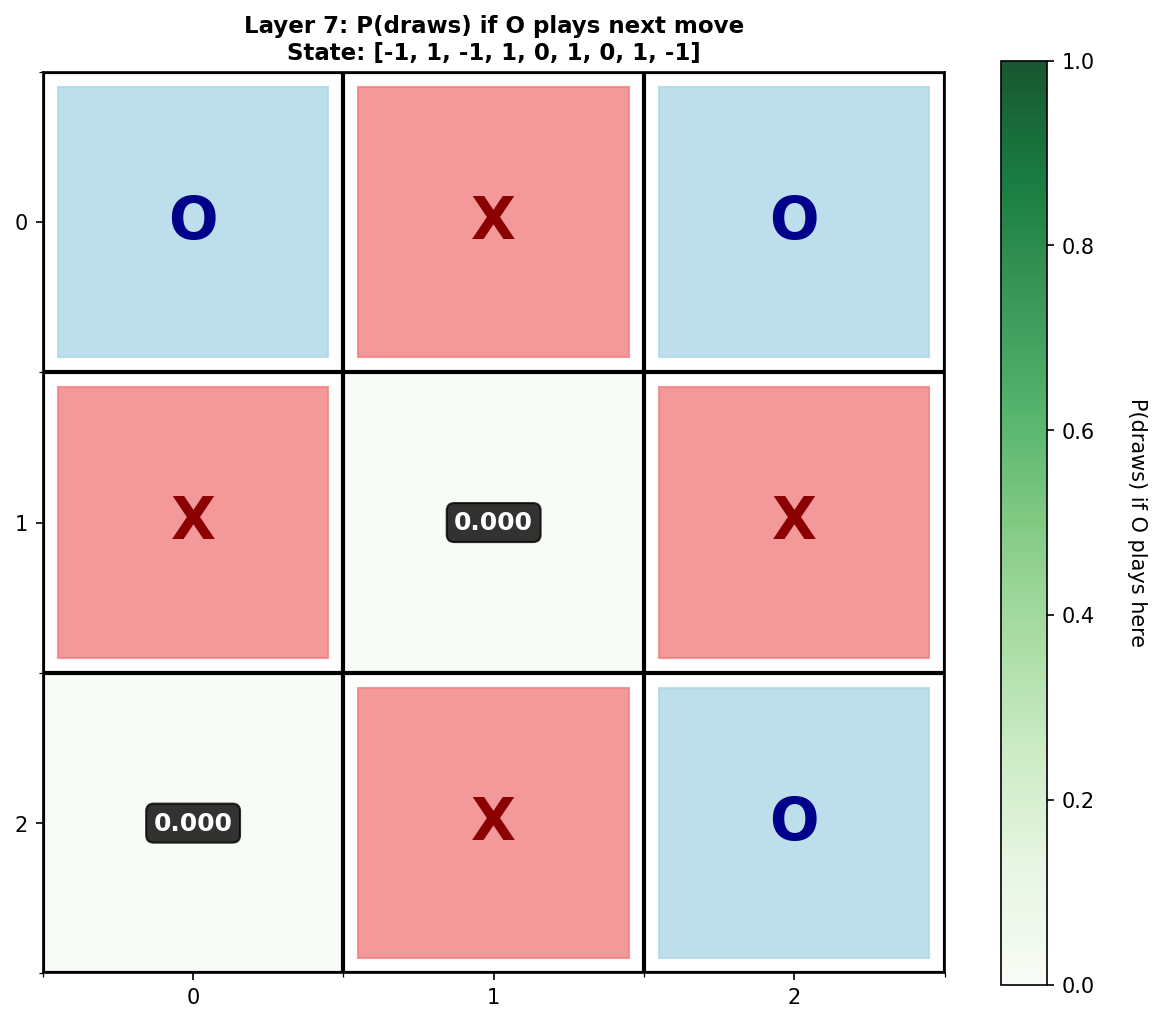 Layer 7: P(draws) if O plays next move
State: [-1, 1, -1, 1, 0, 1, 0, 1, -1]
0
O
X
O
1
X
0.000
X
2
0.000
X
O
0
1
2
1.0
0.8
0.6
0.4
0.2
0.0
P(draws) if O plays here